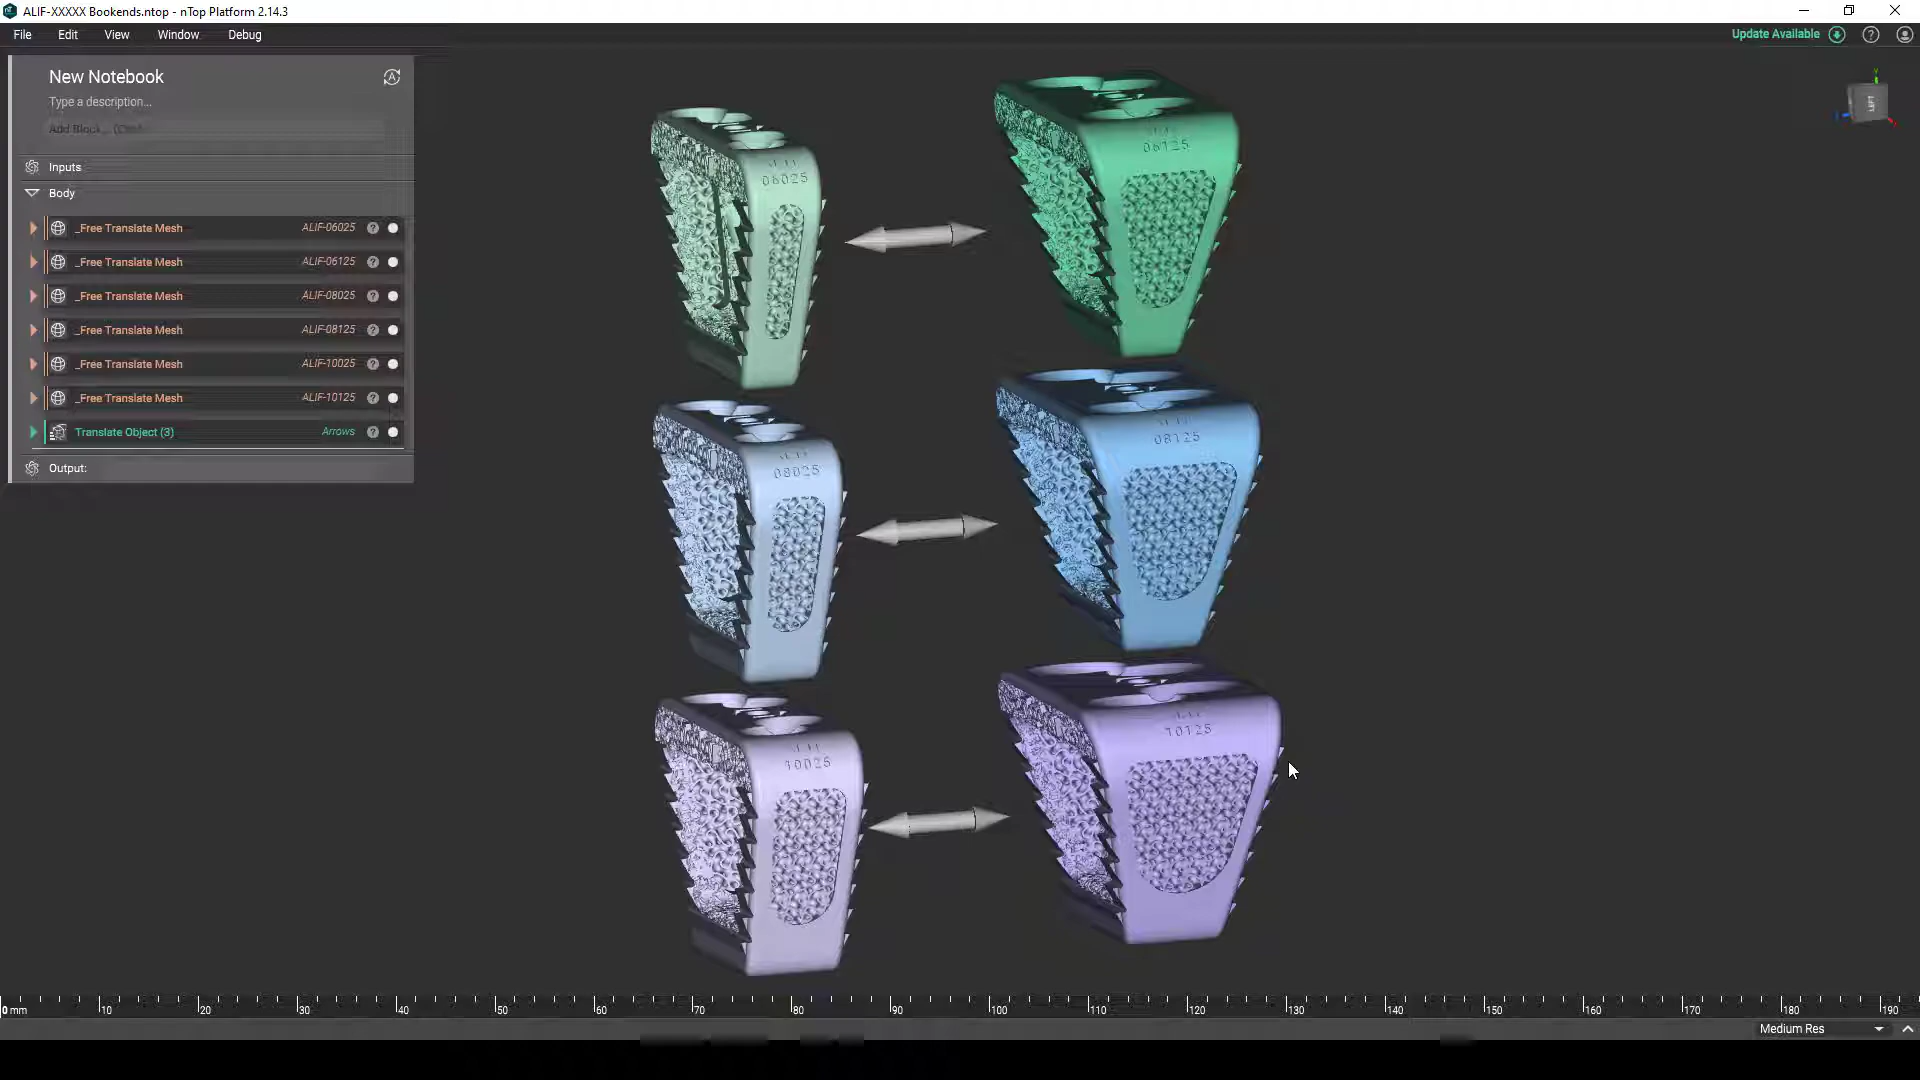 ALIF-XXXXX Bookends.ntop - nTop Platform 2.14.3
File Edit View Window Debug
Update Available
New Notebook
Type a description...
Inputs
Body
_Free Translate Mesh ALIF-06025
_Free Translate Mesh ALIF-06125
_Free Translate Mesh ALIF-08025
_Free Translate Mesh ALIF-08125
_Free Translate Mesh ALIF-10025
_Free Translate Mesh ALIF-10125
Translate Object (3) Arrows
Output:
LEFT
06025
06125
08025
08125
10025
10125
0 mm 10 20 30 40 50 60 70 80 90 100 110 120 130 140 150 160 170 180 190
Medium Res